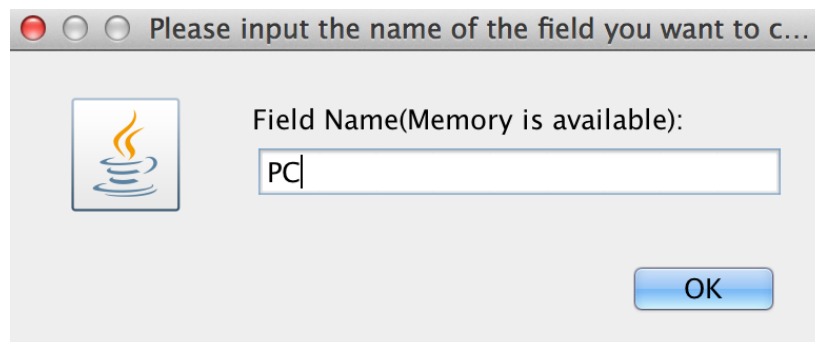 Please input the name of the field you want to c...
Field Name(Memory is available):
PC
OK